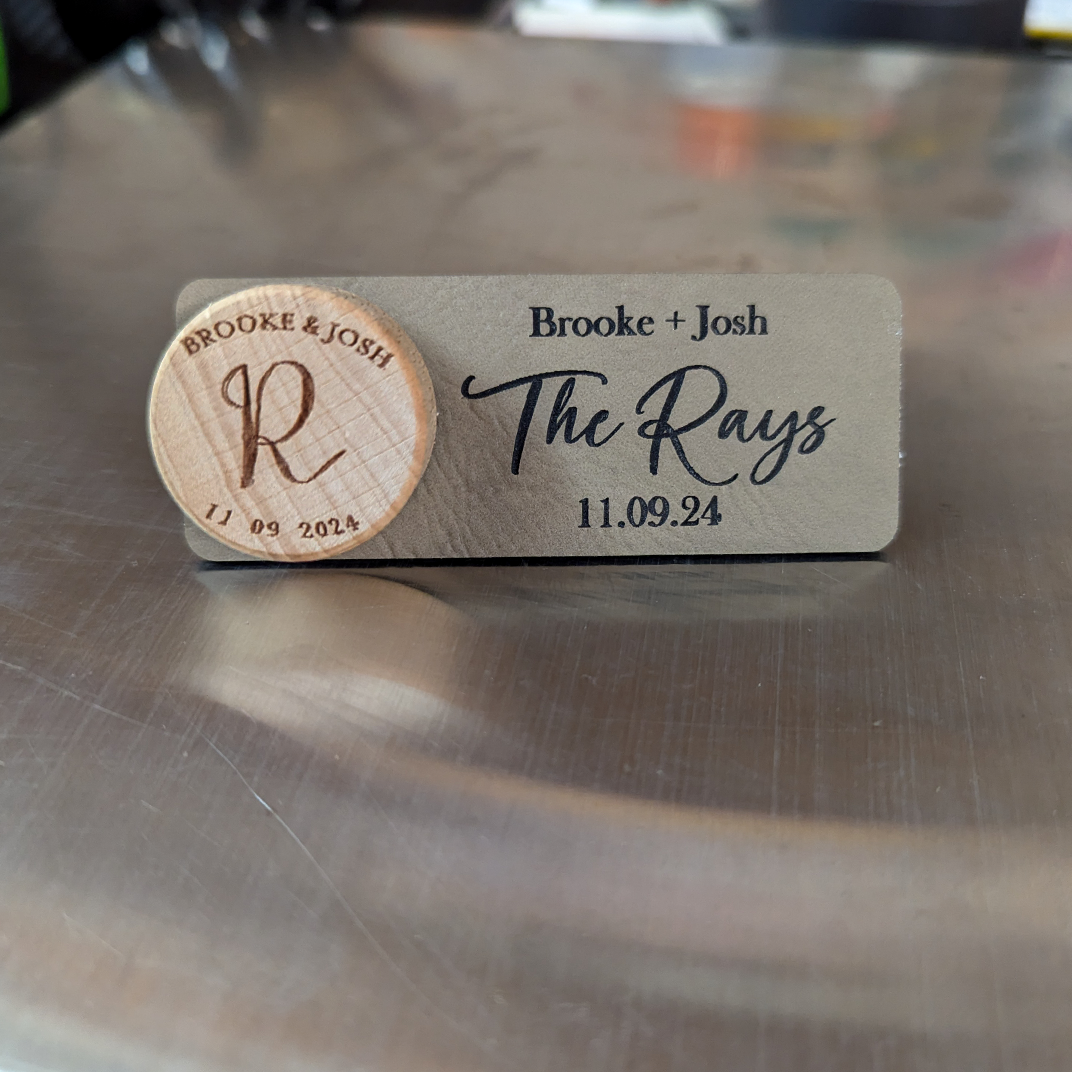 BROOKE & JOSH
R
11 09 2024
Brooke + Josh
The Rays
11.09.24